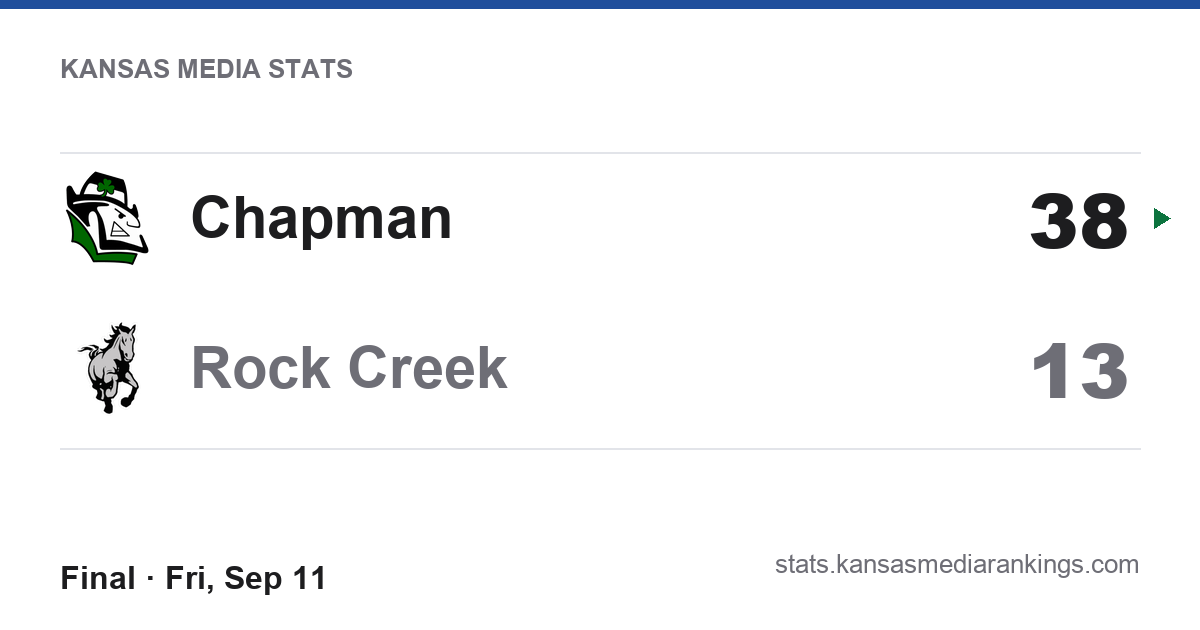 KANSAS MEDIA STATS
Chapman 38
Rock Creek 13
Final · Fri, Sep 11
stats.kansasmediarankings.com